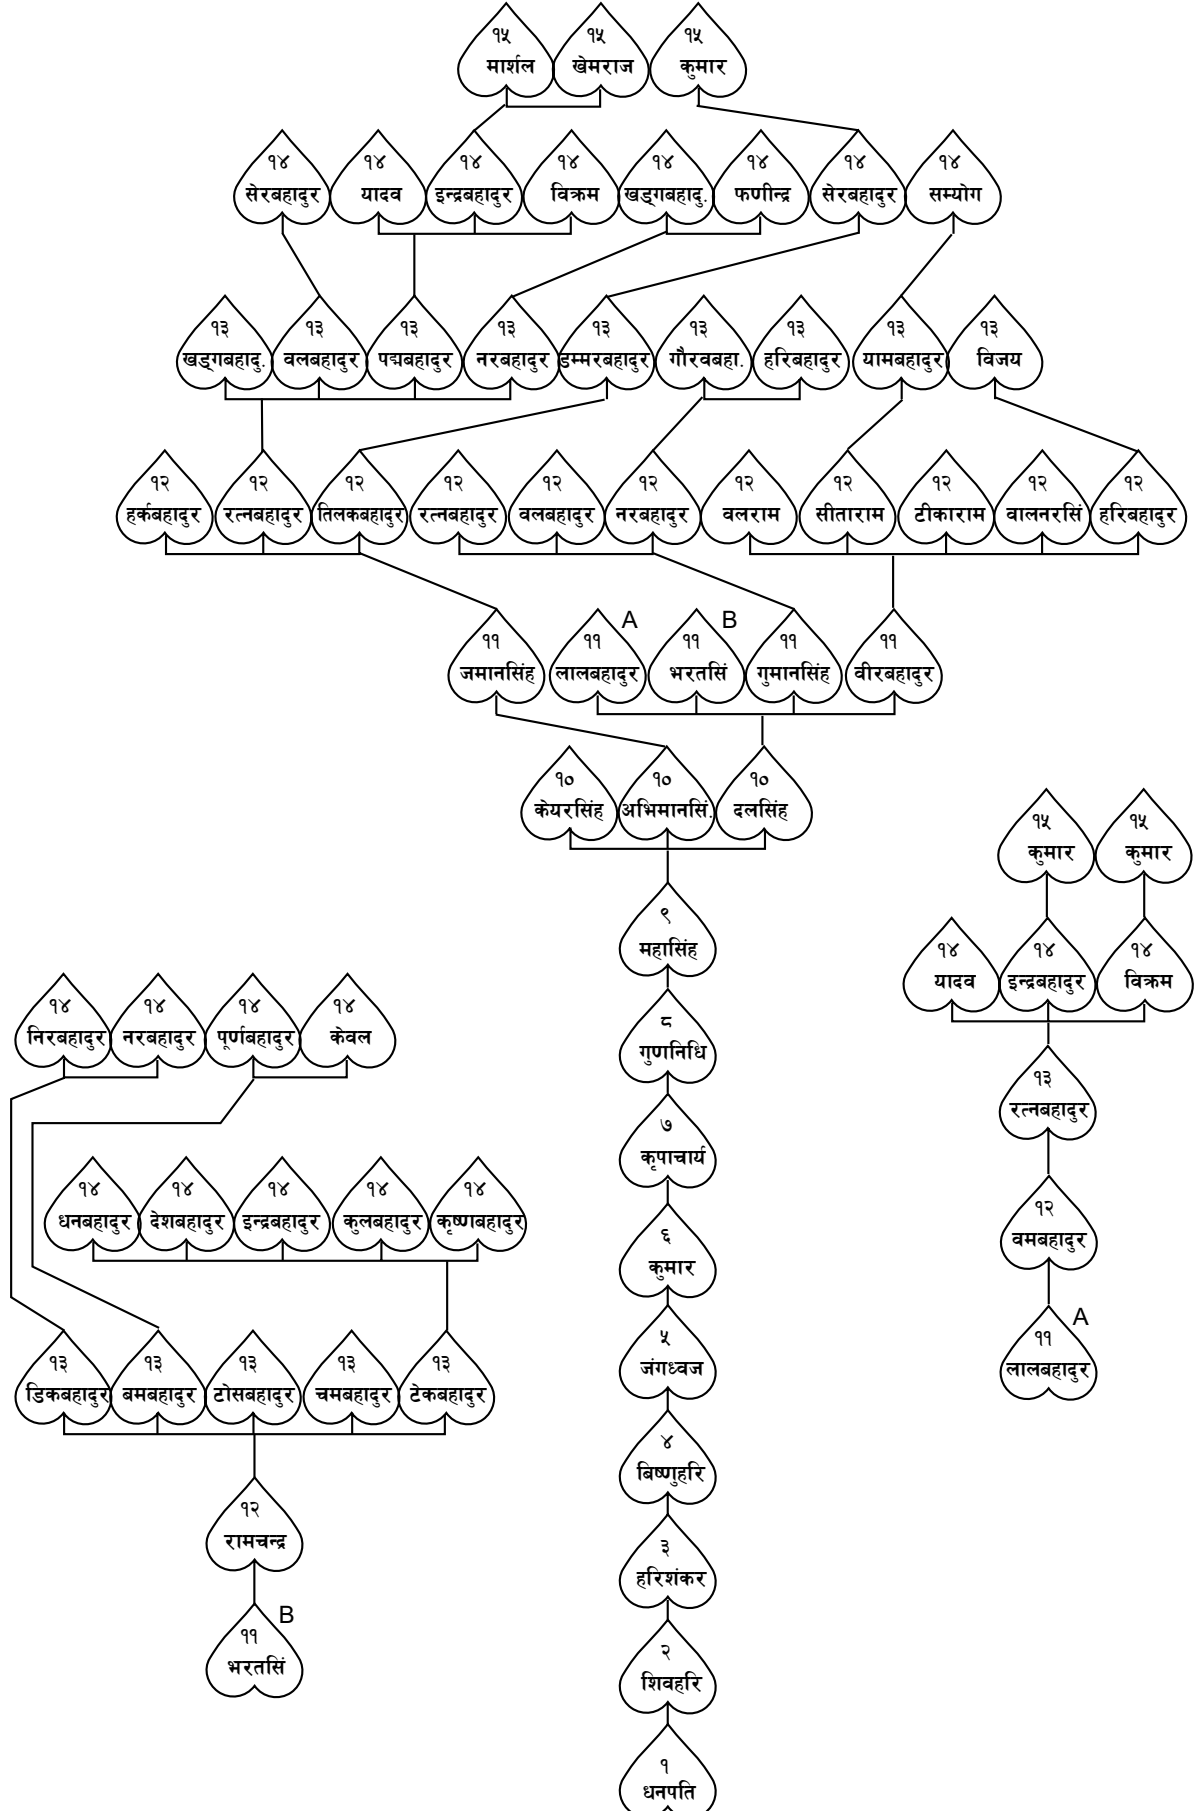 १५ १५ १५
मार्शल खेमराज कुमार
१४ १४ १४ १४ १४ १४ १४ १४
सेरबहादुर यादव इन्द्रबहादुर विक्रम खड्गबहादु. फणीन्द्र सेरबहादुर सम्योग
१३ १३ १३ १३ १३ १३ १३ १३ १३
खड्गबहादु. वलबहादुर पद्मबहादुर नरबहादुर डम्मरबहादुर गौरवबहा. हरिबहादुर यामबहादुर विजय
१२ १२ १२ १२ १२ १२ १२ १२ १२ १२ १२
हर्कबहादुर रत्नबहादुर तिलकबहादुर रत्नबहादुर वलबहादुर नरबहादुर वलराम सीताराम टीकाराम वालनरसिं हरिबहादुर
A B
११ ११ ११ ११ ११
जमानसिंह लालबहादुर भरतसिं गुमानसिंह वीरबहादुर
१० १० १०
केयरसिंह अभिमानसिं. दलसिंह
९
महासिंह
८
गुणनिधि
७
कृपाचार्य
६
कुमार
५
जंगध्वज
४
बिष्णुहरि
३
हरिशंकर
२
शिवहरि
१
धनपति
१४ १४ १४ १४
निरबहादुर नरबहादुर पूर्णबहादुर केवल
१४ १४ १४ १४ १४
धनबहादुर देशबहादुर इन्द्रबहादुर कुलबहादुर कृष्णबहादुर
१३ १३ १३ १३ १३
डिकबहादुर बमबहादुर टोसबहादुर चमबहादुर टेकबहादुर
१२
रामचन्द्र
B
११
भरतसिं
१५ १५
कुमार कुमार
१४ १४ १४
यादव इन्द्रबहादुर विक्रम
१३
रत्नबहादुर
१२
वमबहादुर
A
११
लालबहादुर